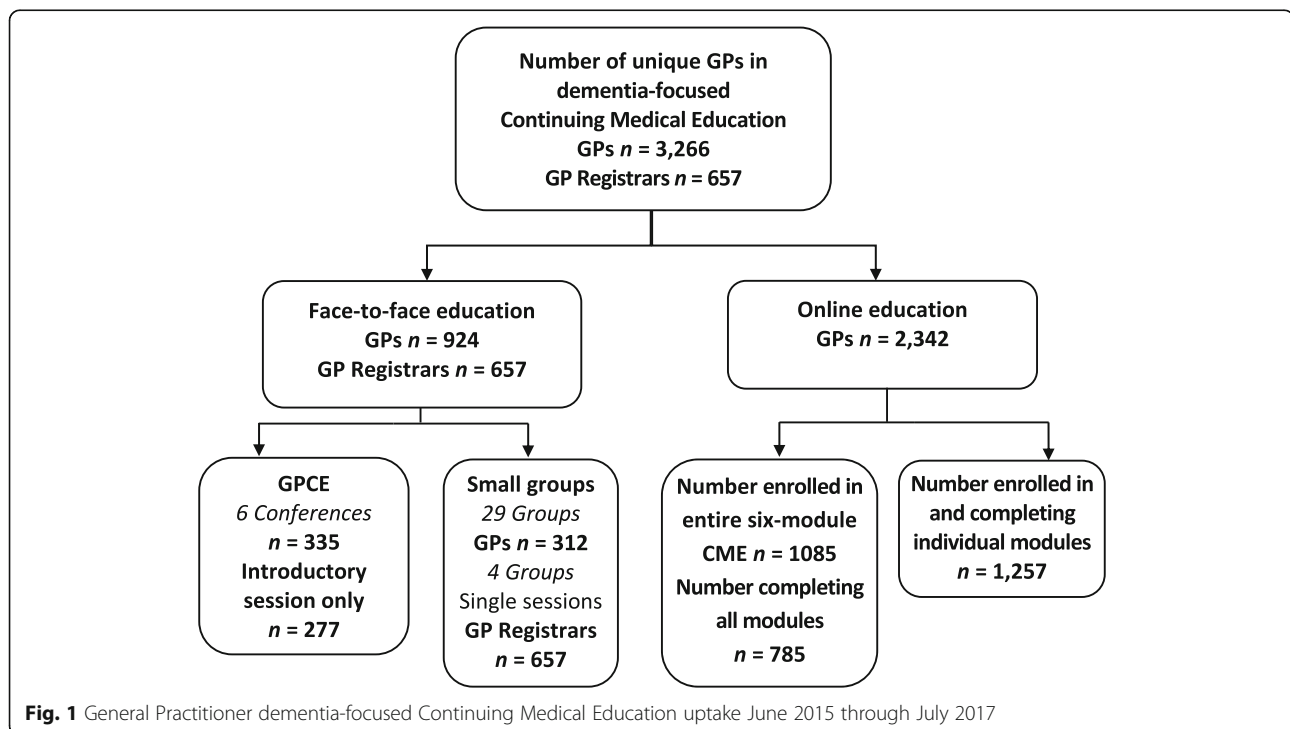 Number of unique GPs in
dementia-focused
Continuing Medical Education
GPs n = 3,266
GP Registrars n = 657
Face-to-face education
GPs n = 924
GP Registrars n = 657
Online education
GPs n = 2,342
GPCE
6 Conferences
n = 335
Introductory
session only
n = 277
Small groups
29 Groups
GPs n = 312
4 Groups
Single sessions
GP Registrars
n = 657
Number enrolled in
entire six-module
CME n = 1085
Number completing
all modules
n = 785
Number enrolled in
and completing
individual modules
n = 1,257
Fig. 1 General Practitioner dementia-focused Continuing Medical Education uptake June 2015 through July 2017